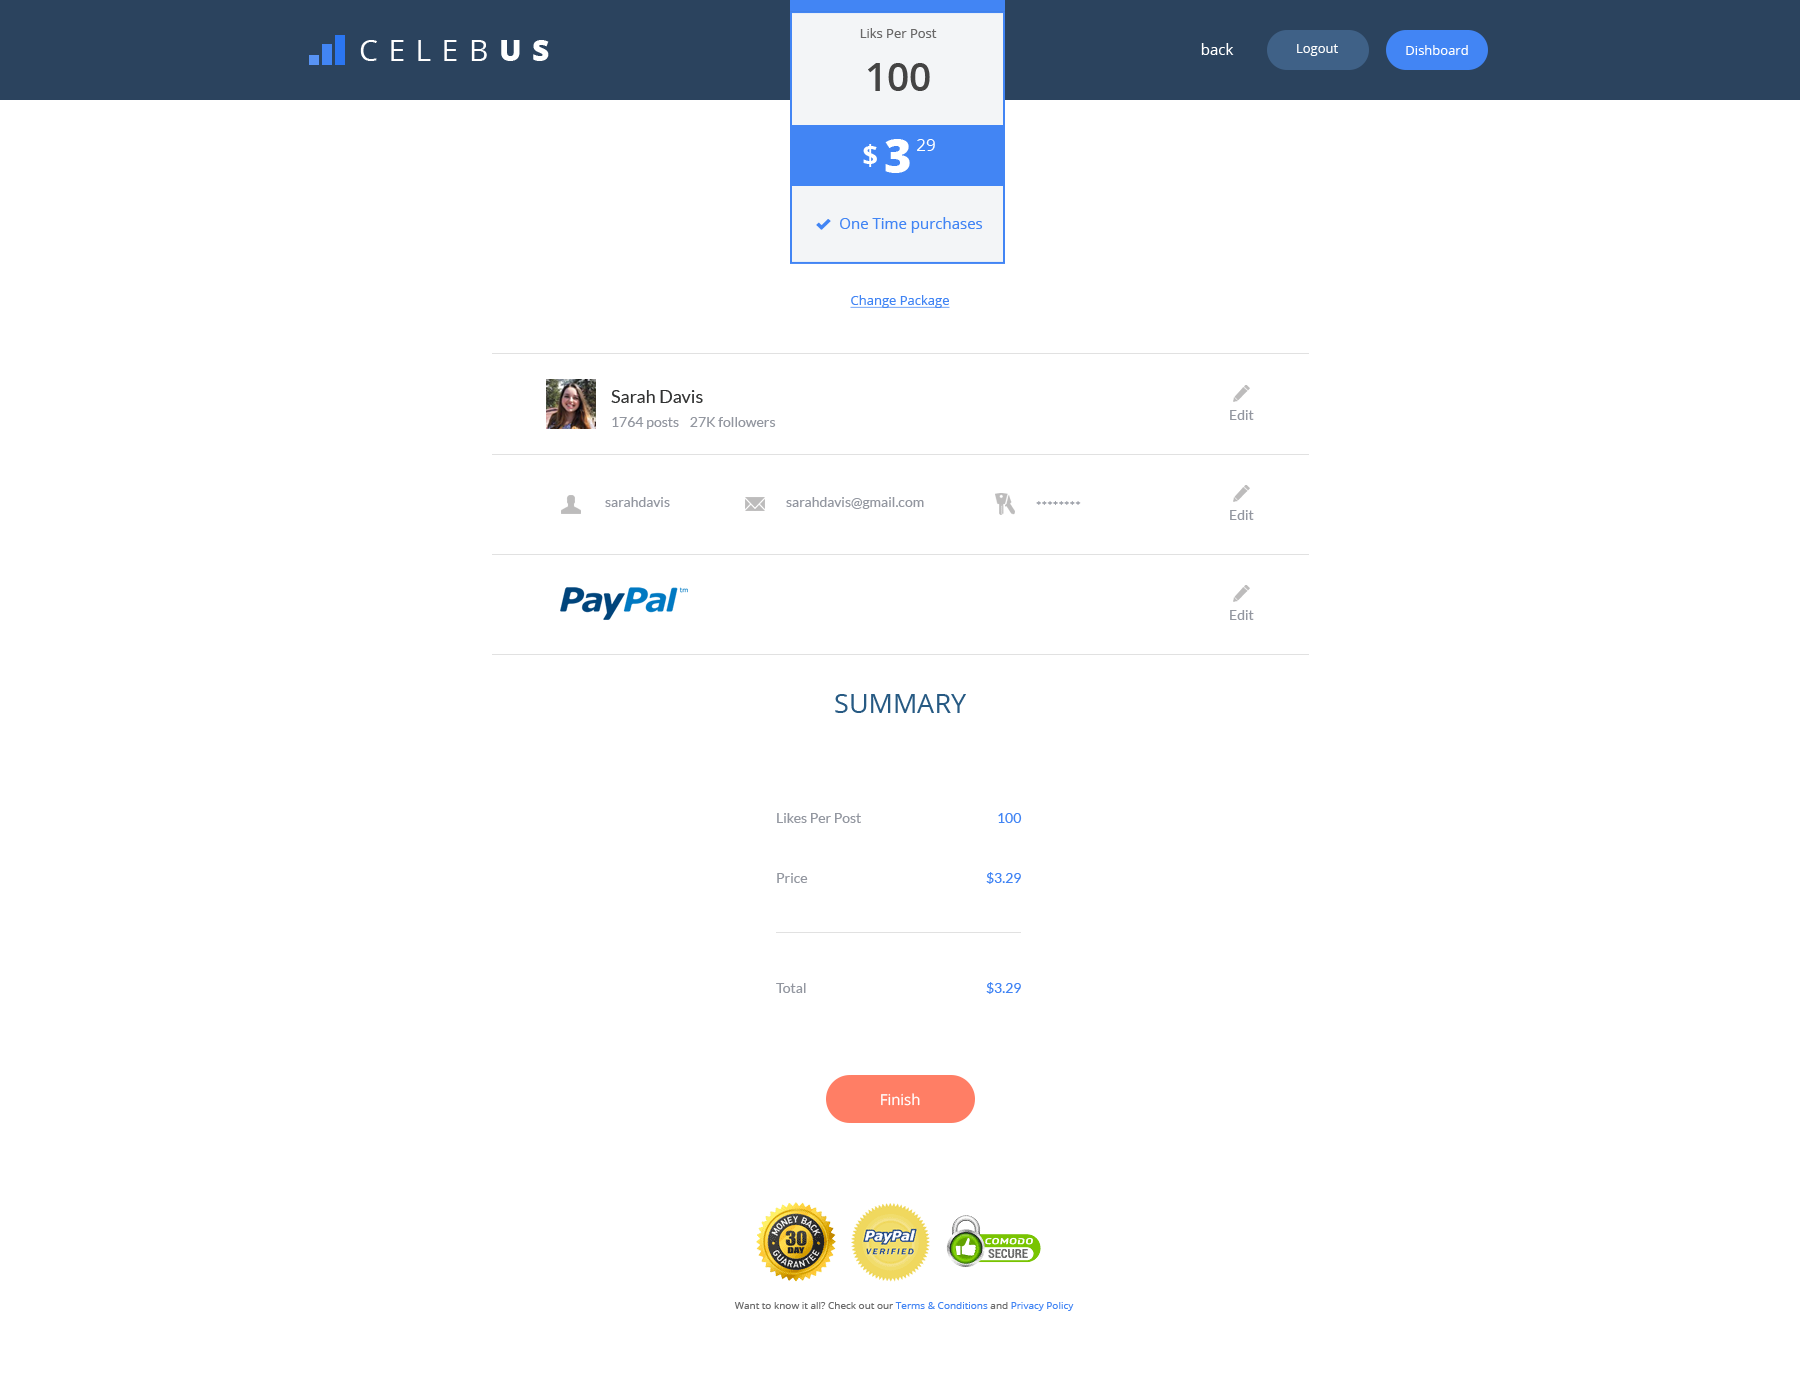 CELEBUS
Liks Per Post
100
$ 3 29
One Time purchases
back
Logout
Dishboard
Change Package
Sarah Davis
1764 posts 27K followers
Edit
sarahdavis
sarahdavis@gmail.com
********
Edit
PayPal™
Edit
SUMMARY
Likes Per Post 100
Price $3.29
Total $3.29
Finish
MONEY BACK
30
DAY
GUARANTEE
PayPal
VERIFIED
COMODO
SECURE
Want to know it all? Check out our Terms & Conditions and Privacy Policy